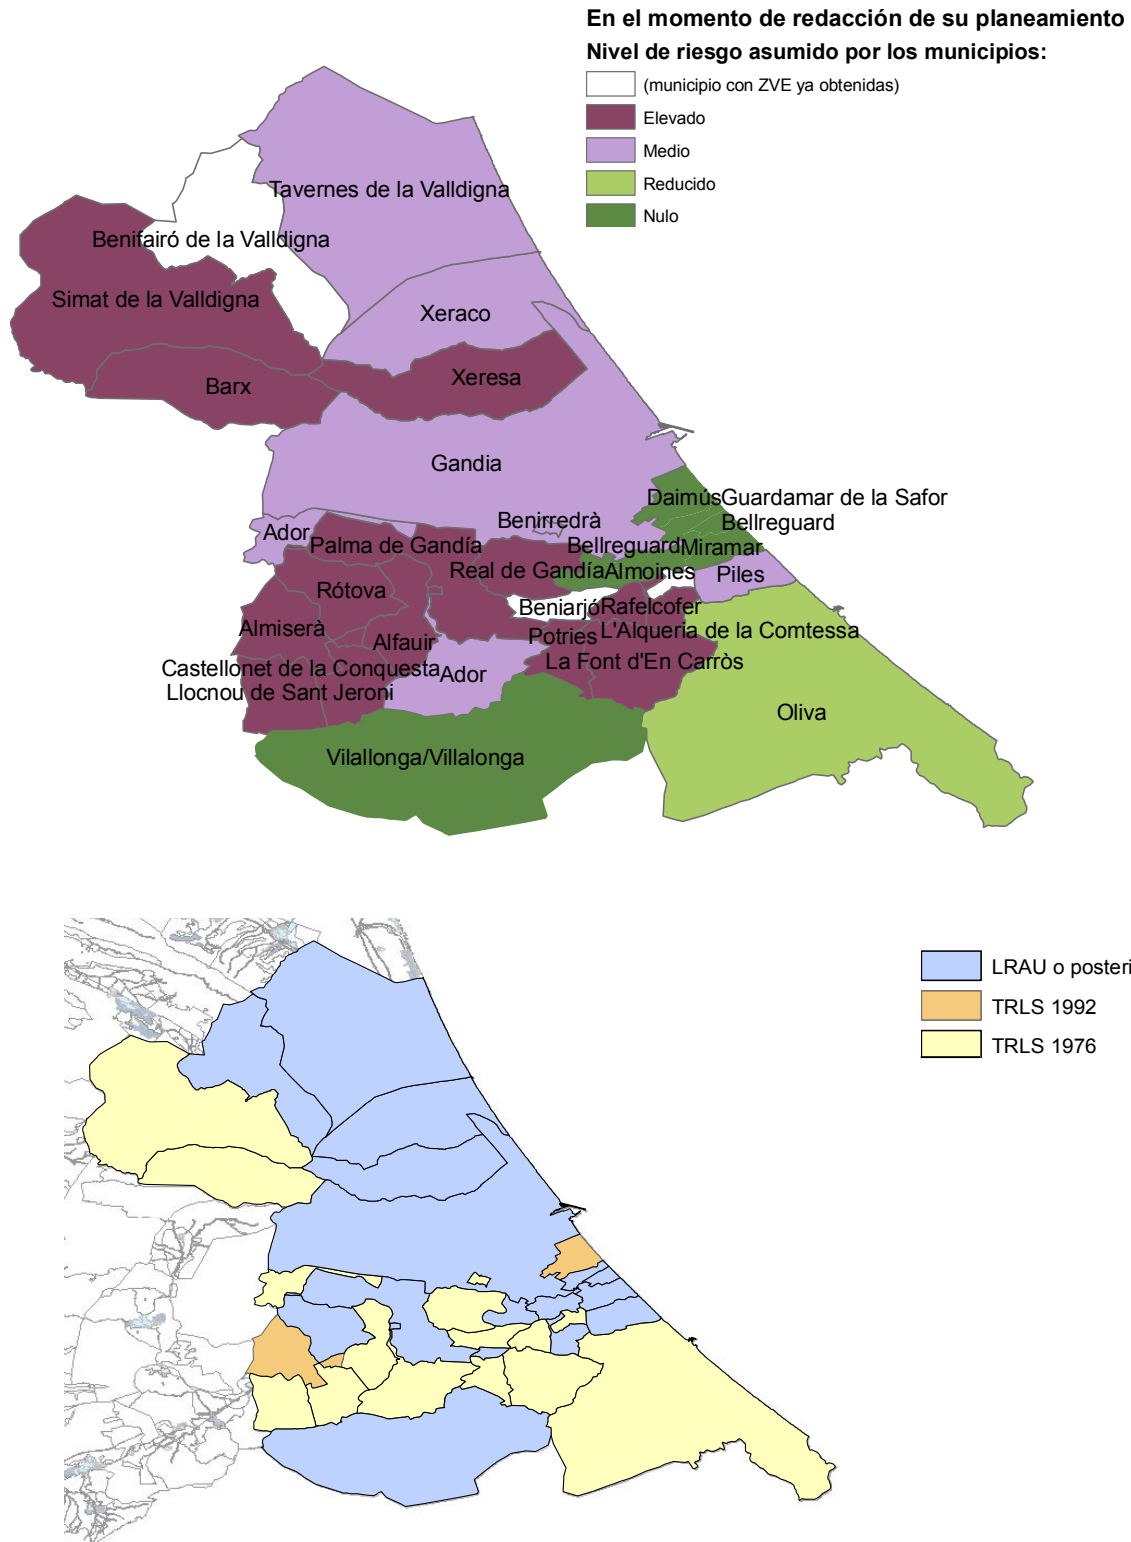 En el momento de redacción de su planeamiento
Nivel de riesgo asumido por los municipios:
(municipio con ZVE ya obtenidas)
Elevado
Medio
Reducido
Nulo
Tavernes de la Valldigna
Benifairó de la Valldigna
Simat de la Valldigna
Xeraco
Xeresa
Barx
Gandia
Daimús
Guardamar de la Safor
Benirredrà
Bellreguard
Ador
Palma de Gandía
Bellreguard
Miramar
Real de Gandía
Almoines
Piles
Rótova
Beniarjó
Rafelcofer
Almiserà
Alfauir
Potries
L'Alqueria de la Comtessa
Castellonet de la Conquesta
Ador
La Font d'En Carròs
Llocnou de Sant Jeroni
Oliva
Vilallonga/Villalonga
LRAU o posteri
TRLS 1992
TRLS 1976